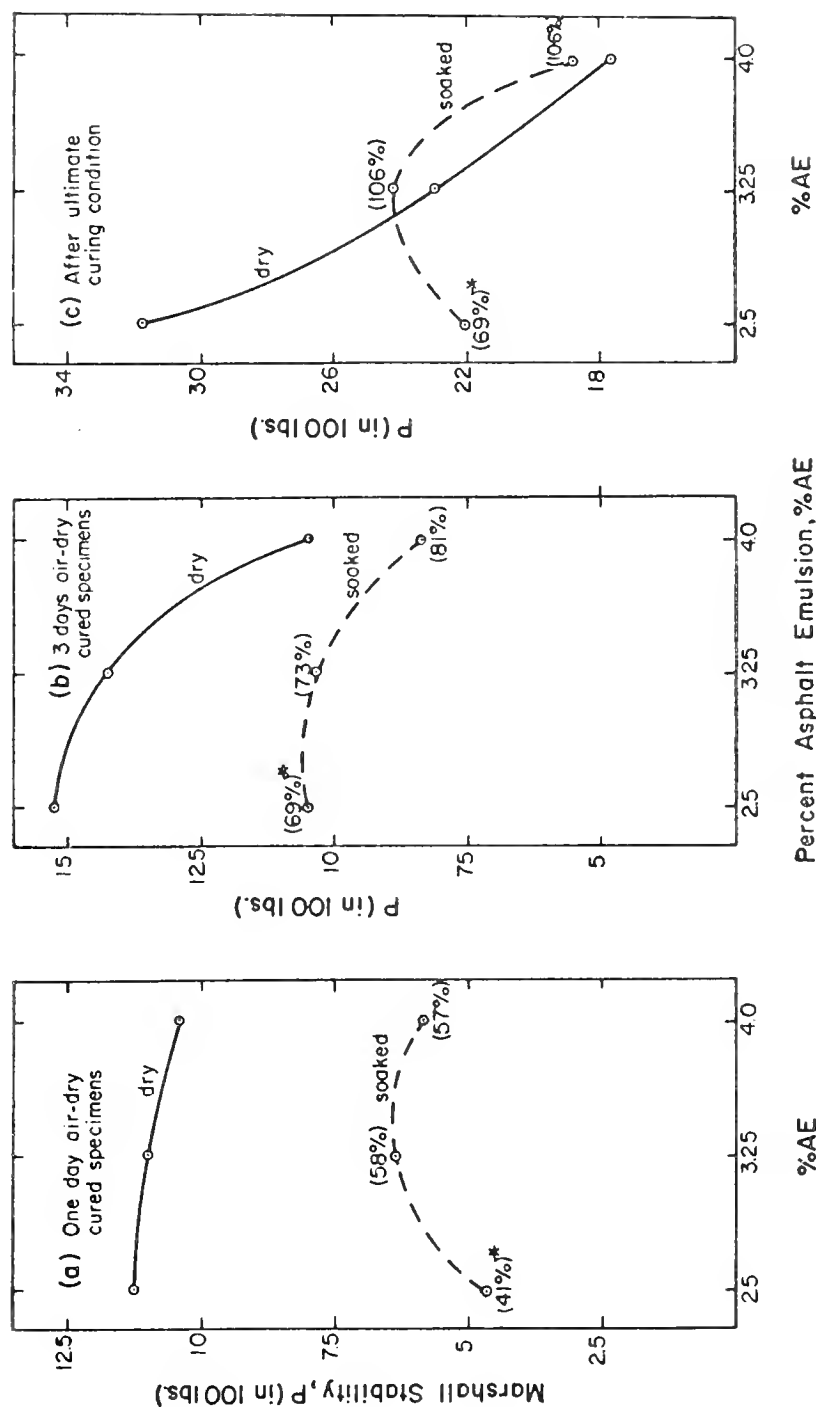 (a) One day air-dry
cured specimens
Marshall Stability, P (in 100 lbs.)
12.5
10
7.5
5
2.5
dry
soaked
(41%)*
(58%)
(57%)
2.5
3.25
4.0
%AE
(b) 3 days air-dry
cured specimens
P (in 100 lbs.)
15
12.5
10
7.5
5
dry
soaked
(69%)*
(73%)
(81%)
2.5
3.25
4.0
Percent Asphalt Emulsion, %AE
(c) After ultimate
curing condition
P (in 100 lbs.)
34
30
26
22
18
dry
soaked
(69%)*
(106%)
(106%)
2.5
3.25
4.0
%AE